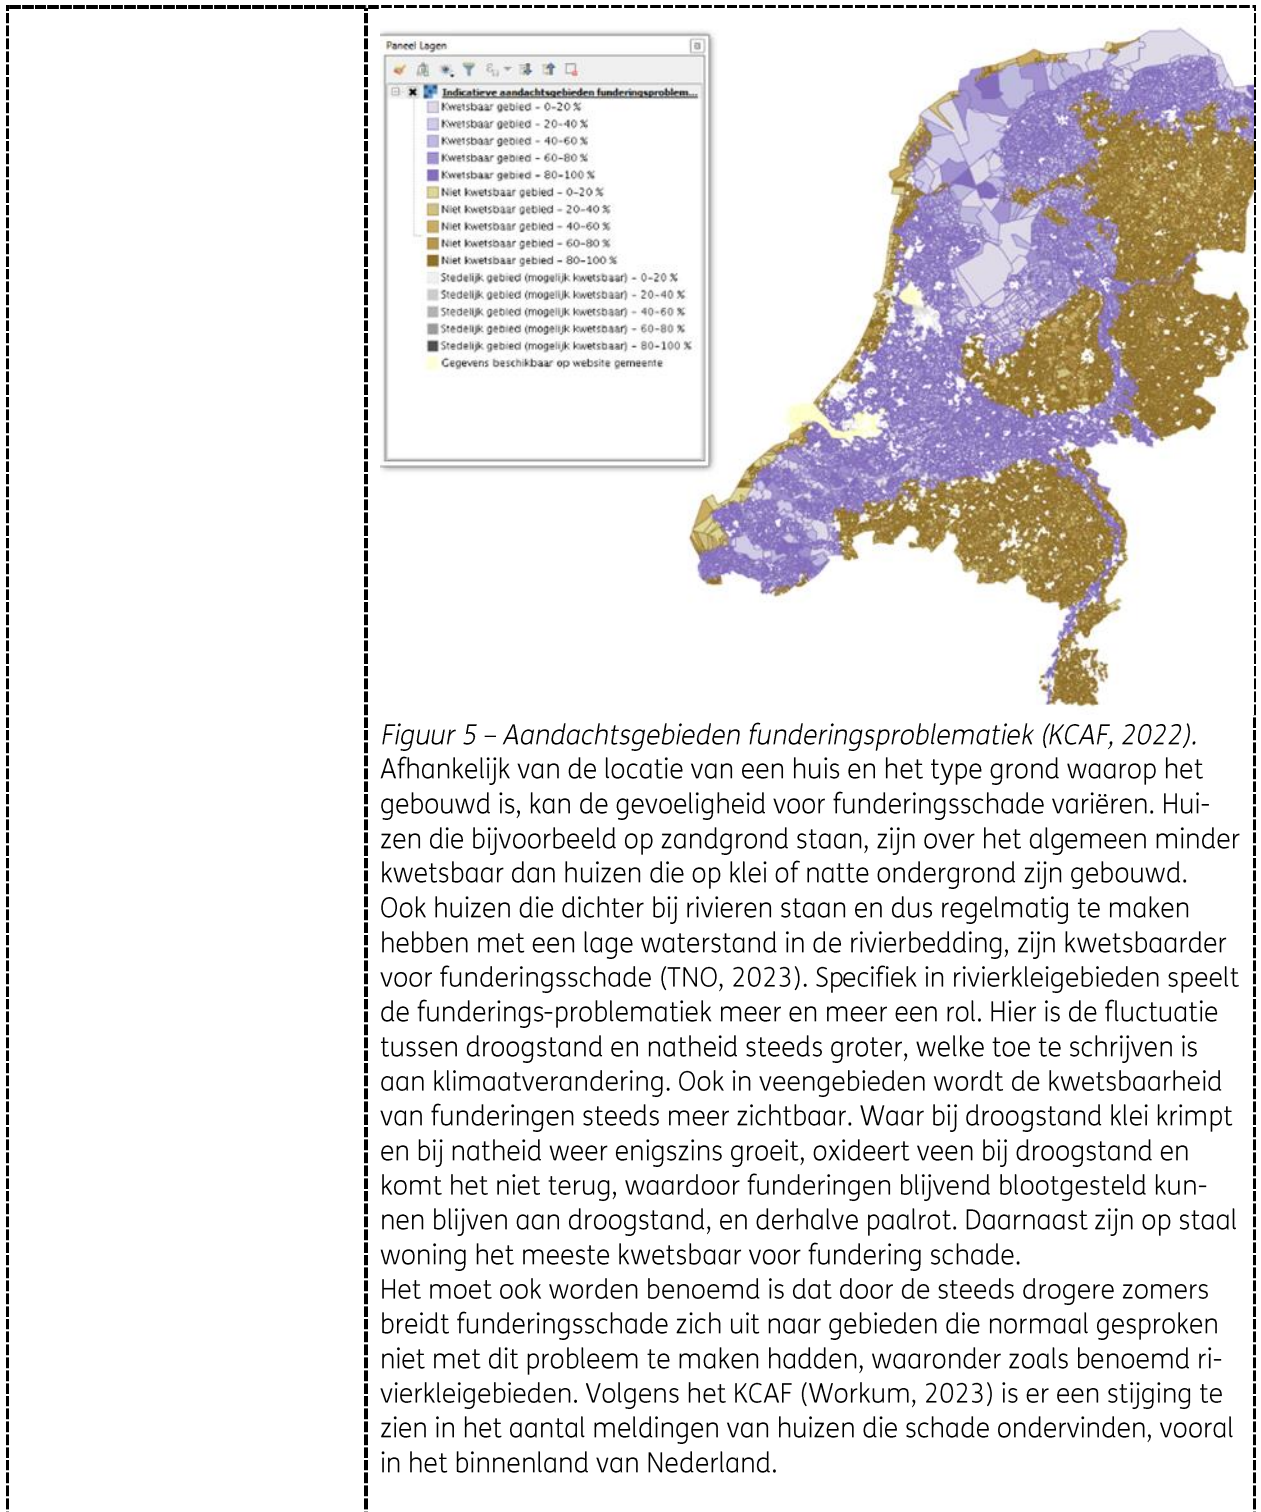 Paneel Lagen
Indicatieve aandachtsgebieden funderingsproblem...
Kwetsbaar gebied - 0-20 %
Kwetsbaar gebied - 20-40 %
Kwetsbaar gebied - 40-60 %
Kwetsbaar gebied - 60-80 %
Kwetsbaar gebied - 80-100 %
Niet kwetsbaar gebied - 0-20 %
Niet kwetsbaar gebied - 20-40 %
Niet kwetsbaar gebied - 40-60 %
Niet kwetsbaar gebied - 60-80 %
Niet kwetsbaar gebied - 80-100 %
Stedelijk gebied (mogelijk kwetsbaar) - 0-20 %
Stedelijk gebied (mogelijk kwetsbaar) - 20-40 %
Stedelijk gebied (mogelijk kwetsbaar) - 40-60 %
Stedelijk gebied (mogelijk kwetsbaar) - 60-80 %
Stedelijk gebied (mogelijk kwetsbaar) - 80-100 %
Gegevens beschikbaar op website gemeente
Figuur 5 – Aandachtsgebieden funderingsproblematiek (KCAF, 2022).
Afhankelijk van de locatie van een huis en het type grond waarop het
gebouwd is, kan de gevoeligheid voor funderingsschade variëren. Hui-
zen die bijvoorbeeld op zandgrond staan, zijn over het algemeen minder
kwetsbaar dan huizen die op klei of natte ondergrond zijn gebouwd.
Ook huizen die dichter bij rivieren staan en dus regelmatig te maken
hebben met een lage waterstand in de rivierbedding, zijn kwetsbaarder
voor funderingsschade (TNO, 2023). Specifiek in rivierkleigebieden speelt
de funderings-problematiek meer en meer een rol. Hier is de fluctuatie
tussen droogstand en natheid steeds groter, welke toe te schrijven is
aan klimaatverandering. Ook in veengebieden wordt de kwetsbaarheid
van funderingen steeds meer zichtbaar. Waar bij droogstand klei krimpt
en bij natheid weer enigszins groeit, oxideert veen bij droogstand en
komt het niet terug, waardoor funderingen blijvend blootgesteld kun-
nen blijven aan droogstand, en derhalve paalrot. Daarnaast zijn op staal
woning het meeste kwetsbaar voor fundering schade.
Het moet ook worden benoemd is dat door de steeds drogere zomers
breidt funderingsschade zich uit naar gebieden die normaal gesproken
niet met dit probleem te maken hadden, waaronder zoals benoemd ri-
vierkleigebieden. Volgens het KCAF (Workum, 2023) is er een stijging te
zien in het aantal meldingen van huizen die schade ondervinden, vooral
in het binnenland van Nederland.